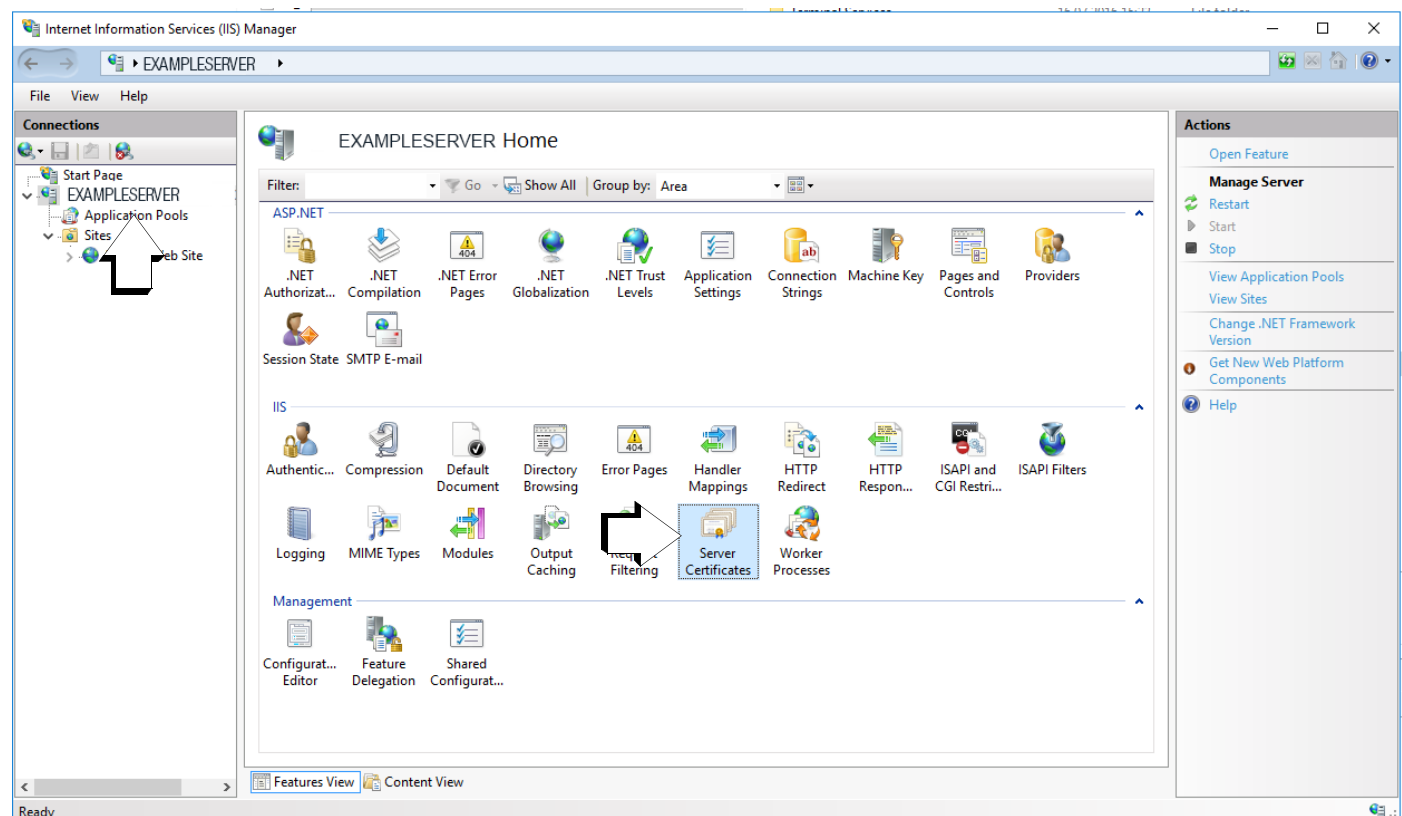 Internet Information Services (IIS) Manager
EXAMPLESERVER
File View Help
Connections
Start Page
EXAMPLESERVER
Application Pools
Sites
eb Site
EXAMPLESERVER Home
Filter: Go Show All Group by: Area
ASP.NET
.NET Authorizat...
.NET Compilation
.NET Error Pages
404
.NET Globalization
.NET Trust Levels
Application Settings
Connection Strings
ab
Machine Key
Pages and Controls
Providers
Session State
SMTP E-mail
IIS
Authentic...
Compression
Default Document
Directory Browsing
Error Pages
404
Handler Mappings
HTTP Redirect
HTTP Respon...
ISAPI and CGI Restri...
CGI
ISAPI Filters
Logging
MIME Types
Modules
Output Caching
Filtering
Server Certificates
Worker Processes
Management
Configurat... Editor
Feature Delegation
Shared Configurat...
Features View Content View
Actions
Open Feature
Manage Server
Restart
Start
Stop
View Application Pools
View Sites
Change .NET Framework
Version
Get New Web Platform
Components
Help
Ready